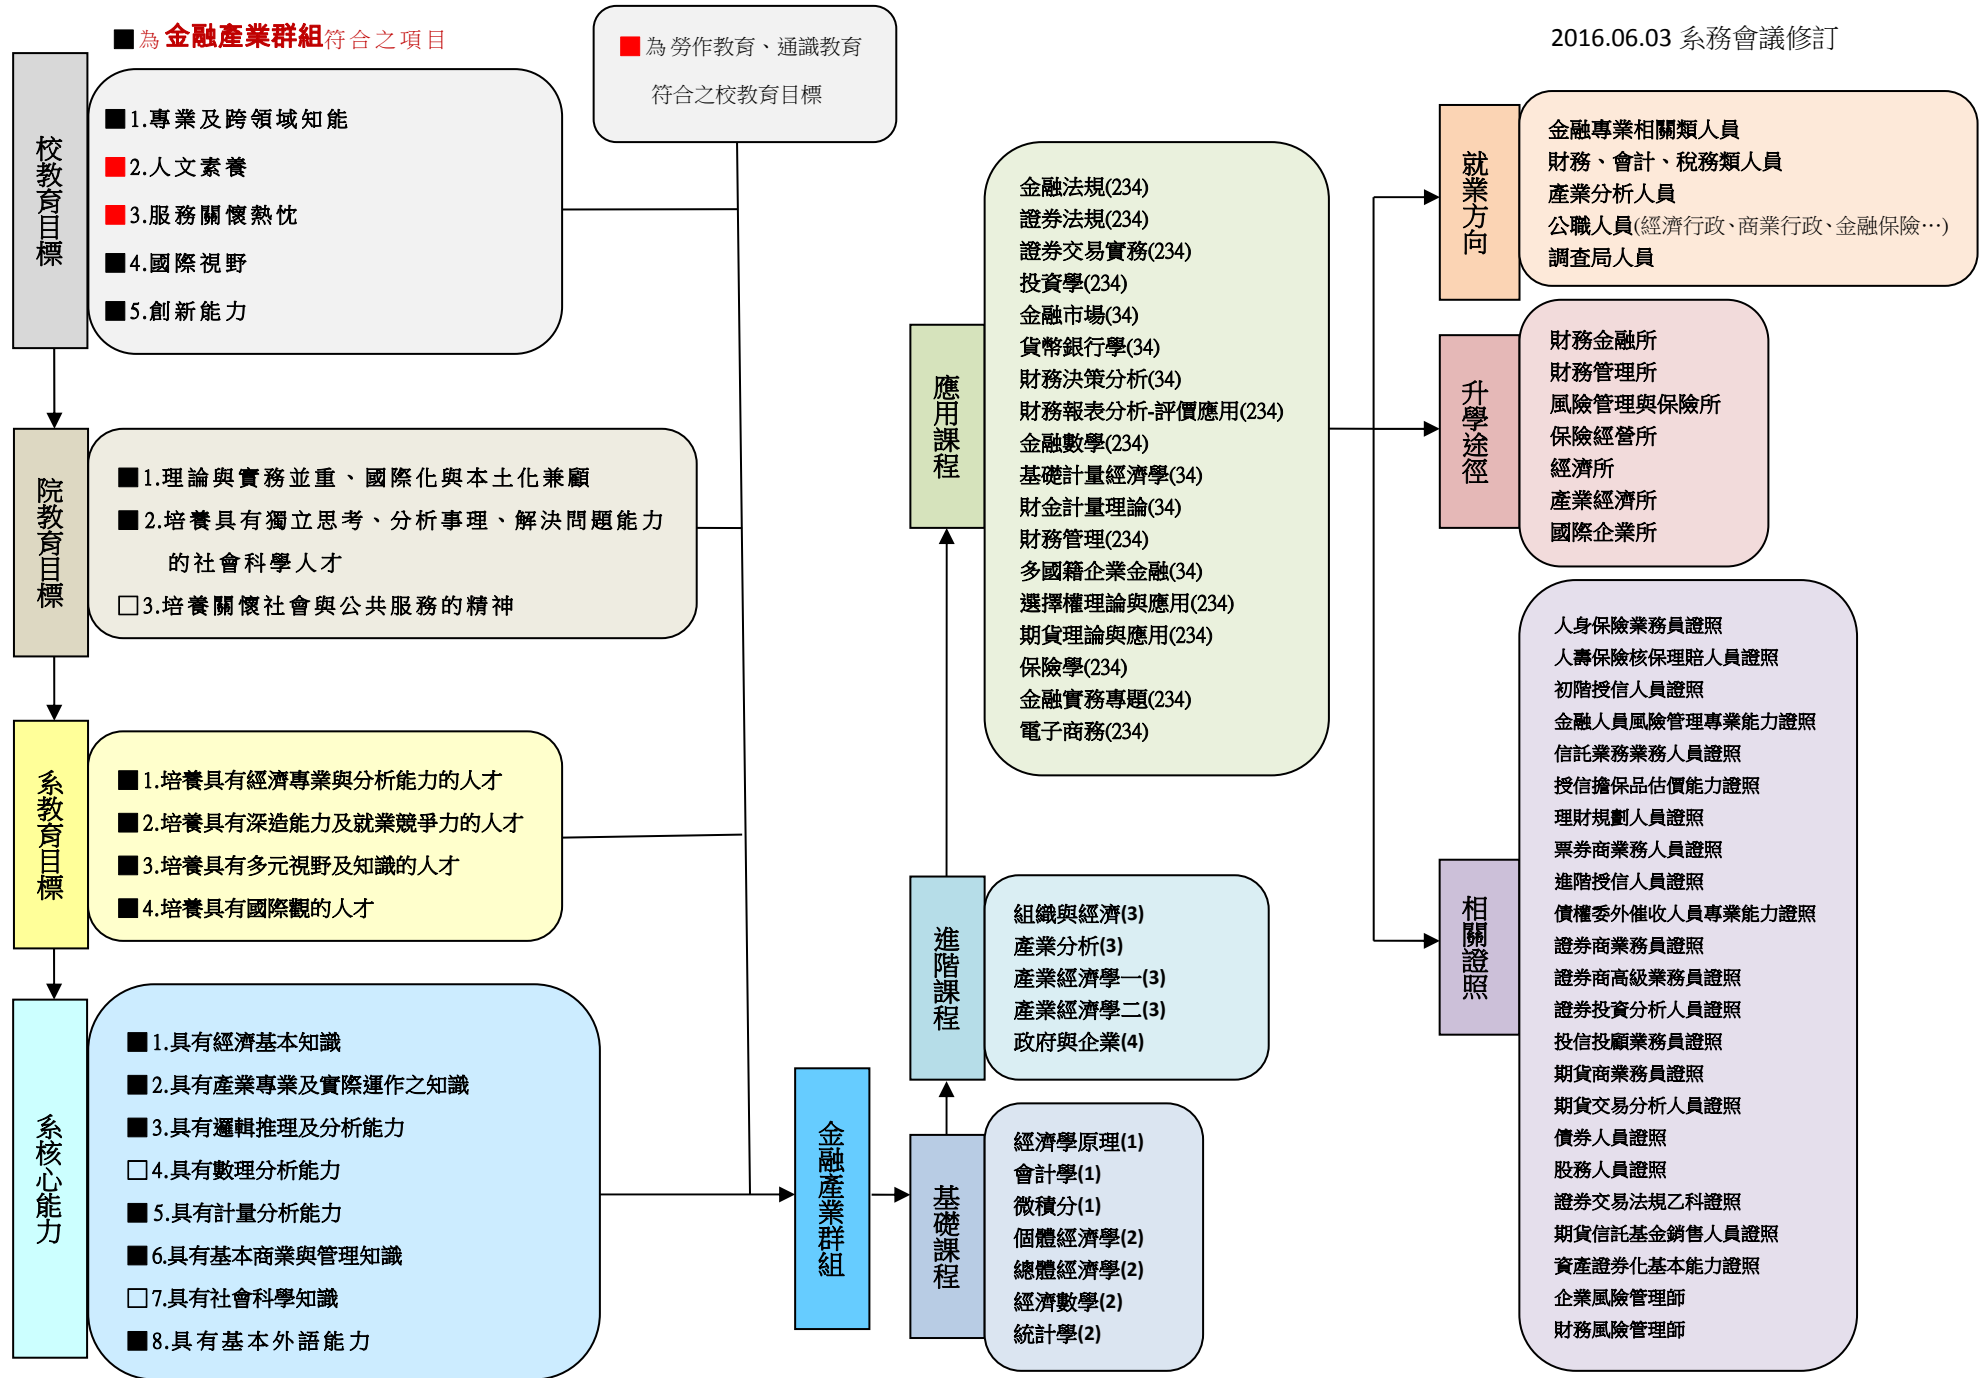 ■為 金融產業群組符合之項目
■為勞作教育、通識教育
符合之校教育目標
2016.06.03 系務會議修訂
校教育目標
■1.專業及跨領域知能
■2.人文素養
■3.服務關懷熱忱
■4.國際視野
■5.創新能力
院教育目標
■1.理論與實務並重、國際化與本土化兼顧
■2.培養具有獨立思考、分析事理、解決問題能力
的社會科學人才
□3.培養關懷社會與公共服務的精神
系教育目標
■1.培養具有經濟專業與分析能力的人才
■2.培養具有深造能力及就業競爭力的人才
■3.培養具有多元視野及知識的人才
■4.培養具有國際觀的人才
系核心能力
■1.具有經濟基本知識
■2.具有產業專業及實際運作之知識
■3.具有邏輯推理及分析能力
□4.具有數理分析能力
■5.具有計量分析能力
■6.具有基本商業與管理知識
□7.具有社會科學知識
■8.具有基本外語能力
金融產業群組
基礎課程
經濟學原理(1)
會計學(1)
微積分(1)
個體經濟學(2)
總體經濟學(2)
經濟數學(2)
統計學(2)
進階課程
組織與經濟(3)
產業分析(3)
產業經濟學一(3)
產業經濟學二(3)
政府與企業(4)
應用課程
金融法規(234)
證券法規(234)
證券交易實務(234)
投資學(234)
金融市場(34)
貨幣銀行學(34)
財務決策分析(34)
財務報表分析-評價應用(234)
金融數學(234)
基礎計量經濟學(34)
財金計量理論(34)
財務管理(234)
多國籍企業金融(34)
選擇權理論與應用(234)
期貨理論與應用(234)
保險學(234)
金融實務專題(234)
電子商務(234)
就業方向
金融專業相關類人員
財務、會計、稅務類人員
產業分析人員
公職人員(經濟行政、商業行政、金融保險…)
調查局人員
升學途徑
財務金融所
財務管理所
風險管理與保險所
保險經營所
經濟所
產業經濟所
國際企業所
相關證照
人身保險業務員證照
人壽保險核保理賠人員證照
初階授信人員證照
金融人員風險管理專業能力證照
信託業務業務人員證照
授信擔保品估價能力證照
理財規劃人員證照
票券商業務人員證照
進階授信人員證照
債權委外催收人員專業能力證照
證券商業務員證照
證券商高級業務員證照
證券投資分析人員證照
投信投顧業務員證照
期貨商業務員證照
期貨交易分析人員證照
債券人員證照
股務人員證照
證券交易法規乙科證照
期貨信託基金銷售人員證照
資產證券化基本能力證照
企業風險管理師
財務風險管理師